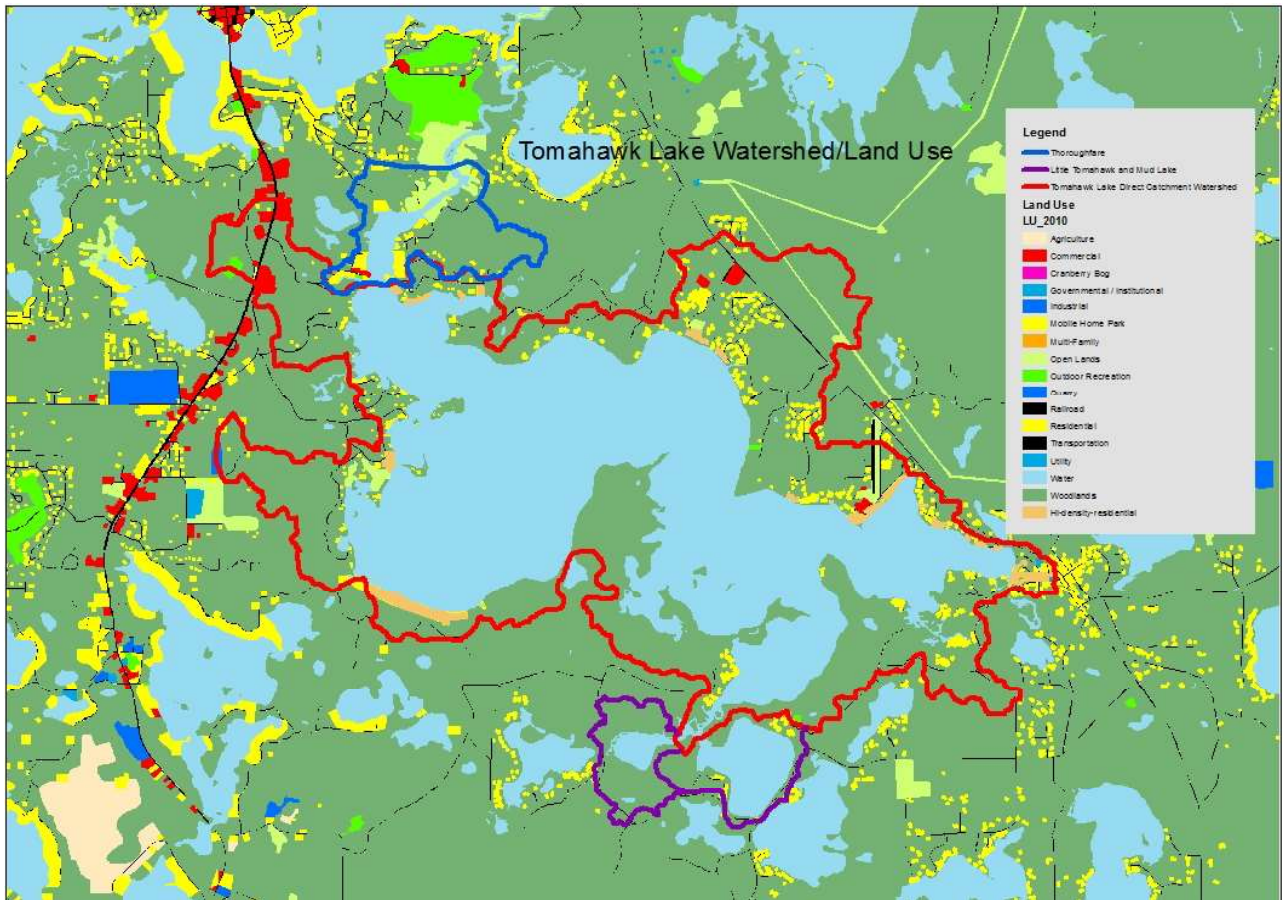 Tomahawk Lake Watershed/Land Use
Legend
Thoroughfare
Little Tomahawk and Mud Lake
Tomahawk Lake Direct Catchment Watershed
Land Use
LU_2010
Agriculture
Commercial
Cranberry Bog
Governmental / Institutional
Industrial
Mobile Home Park
Multi-Family
Open Lands
Outdoor Recreation
Quarry
Railroad
Residential
Transportation
Utility
Water
Woodlands
Hi-density-residential